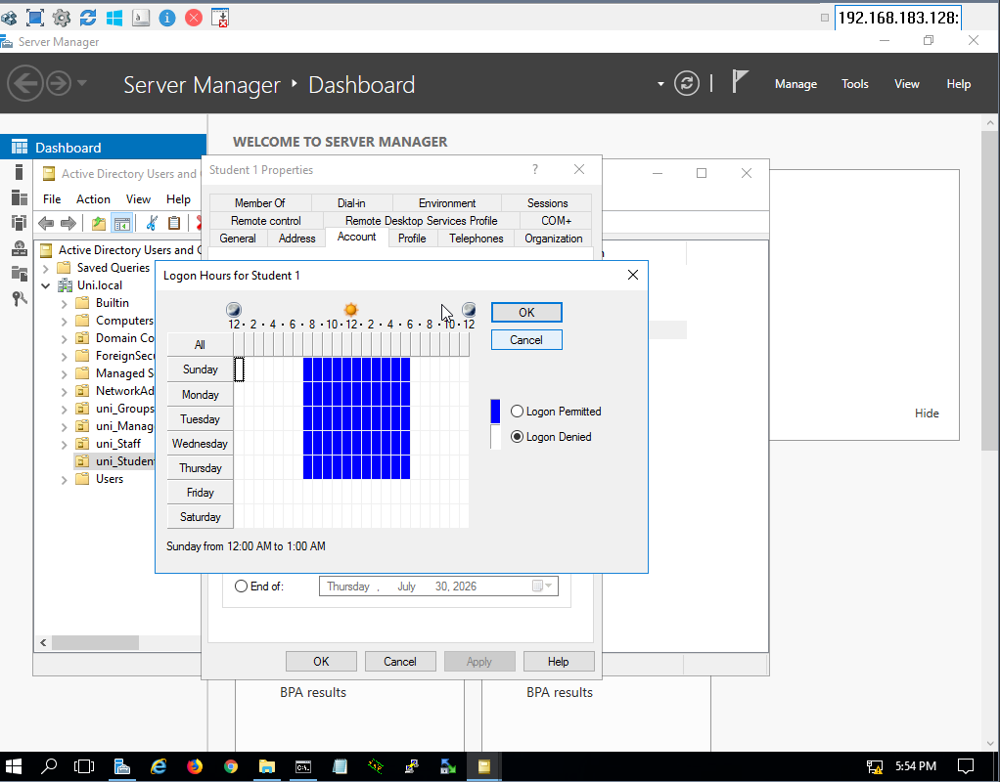 192.168.183.128:
Server Manager
Server Manager ‣ Dashboard
Manage Tools View Help
Dashboard
WELCOME TO SERVER MANAGER
Active Directory Users and
File Action View Help
Active Directory Users and C
Saved Queries
Uni.local
Builtin
Computers
Domain Co
ForeignSec
Managed S
NetworkAd
uni_Groups
uni_Manag
uni_Staff
uni_Student
Users
Student 1 Properties
Member Of Dial-in Environment Sessions
Remote control Remote Desktop Services Profile COM+
General Address Account Profile Telephones Organization
Logon Hours for Student 1
12 · 2 · 4 · 6 · 8 · 10 · 12 · 2 · 4 · 6 · 8 · 10 · 12
All
Sunday
Monday
Tuesday
Wednesday
Thursday
Friday
Saturday
OK
Cancel
Logon Permitted
Logon Denied
Sunday from 12:00 AM to 1:00 AM
Hide
End of: Thursday , July 30, 2026
OK Cancel Apply Help
BPA results BPA results
5:54 PM